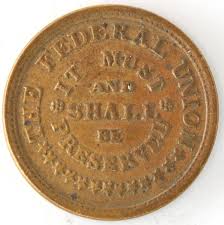 THE FEDERAL UNION
IT MUST
AND
SHALL
BE
PRESERVED